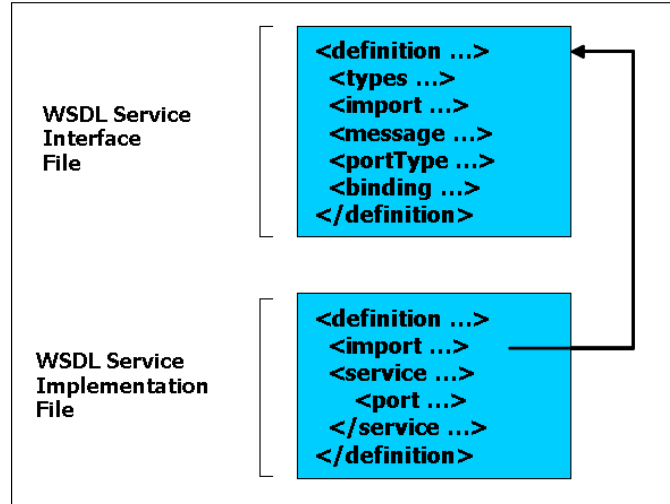 WSDL Service
Interface
File
<definition ...>
<types ...>
<import ...>
<message ...>
<portType ...>
<binding ...>
</definition>
WSDL Service
Implementation
File
<definition ...>
<import ...>
<service ...>
<port ...>
</service ...>
</definition>